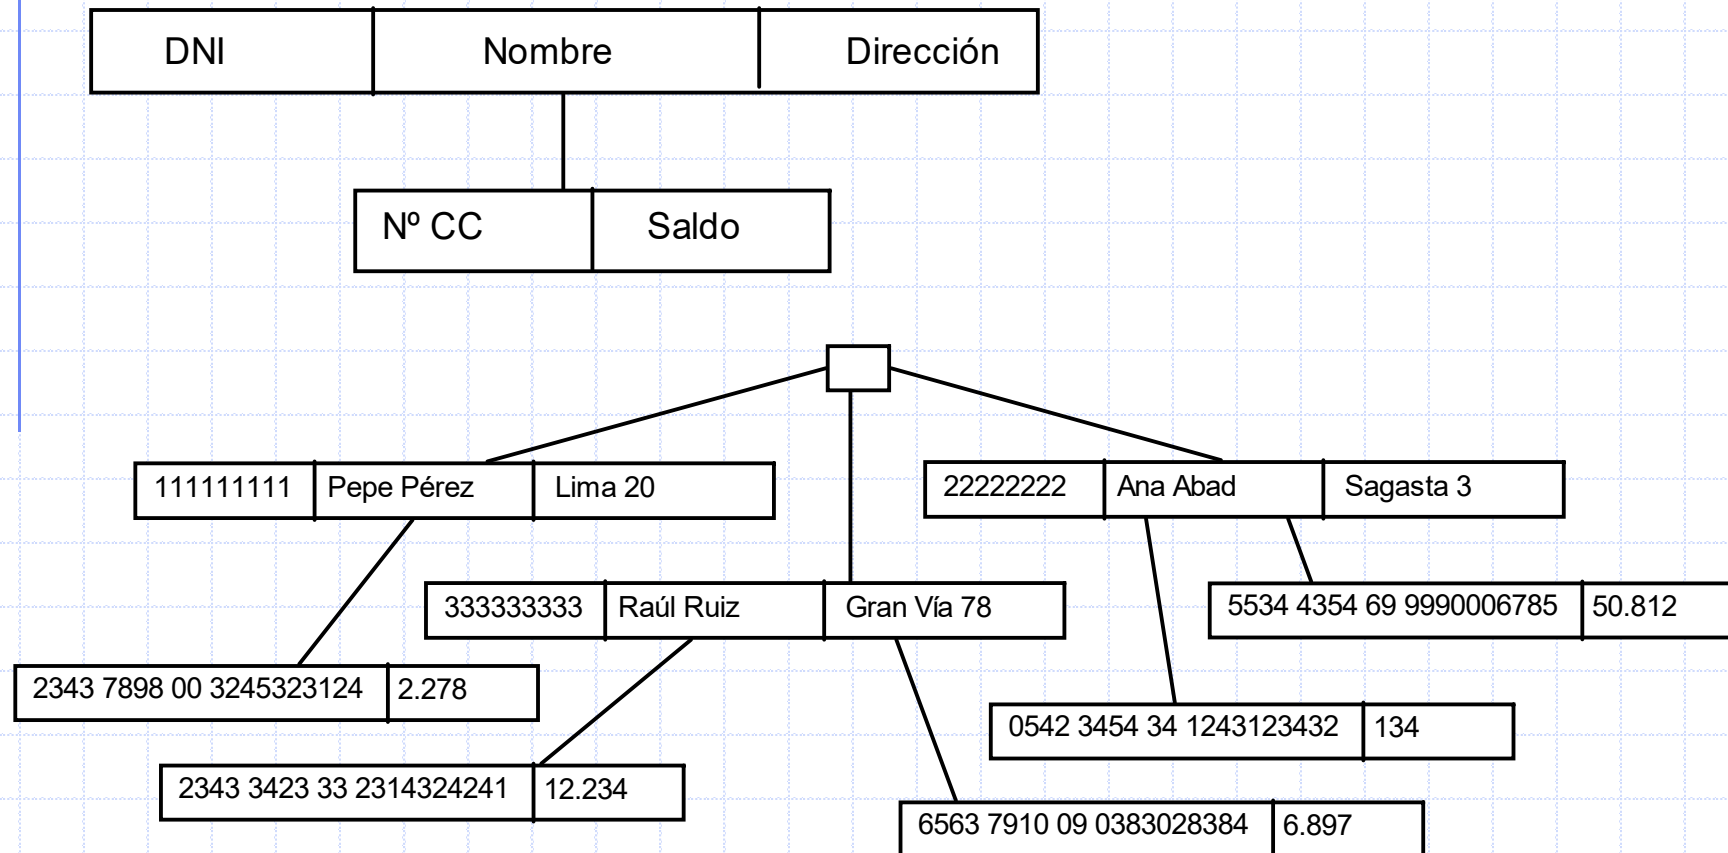 DNI Nombre Dirección
Nº CC Saldo
111111111 Pepe Pérez Lima 20
22222222 Ana Abad Sagasta 3
333333333 Raúl Ruiz Gran Vía 78
5534 4354 69 9990006785 50.812
2343 7898 00 3245323124 2.278
0542 3454 34 1243123432 134
2343 3423 33 2314324241 12.234
6563 7910 09 0383028384 6.897